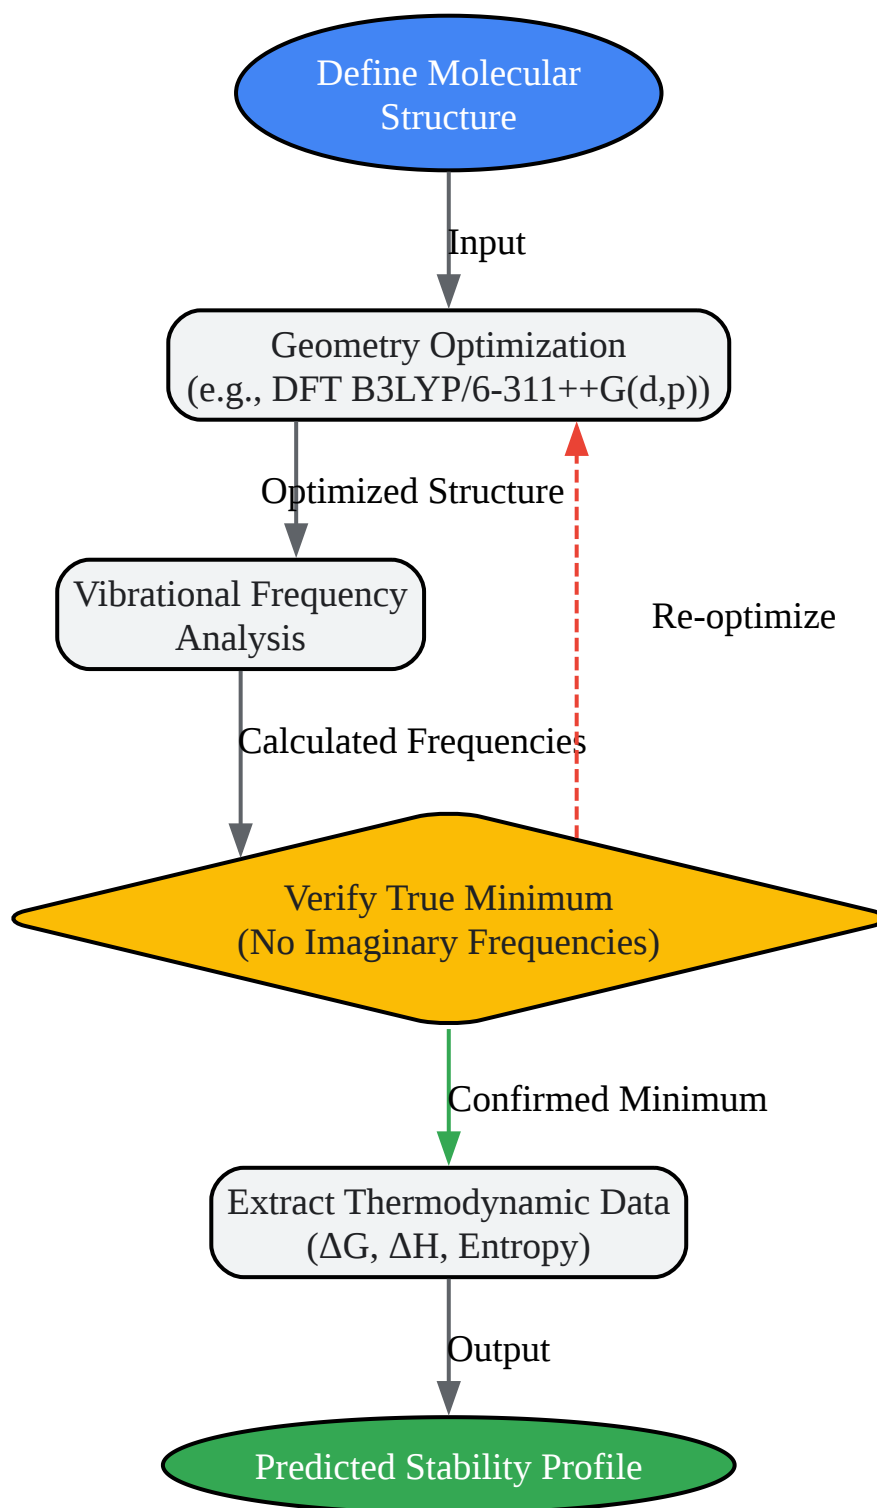 Define Molecular
Structure
Input
Geometry Optimization
(e.g., DFT B3LYP/6-311++G(d,p))
Optimized Structure
Vibrational Frequency
Analysis
Re-optimize
Calculated Frequencies
Verify True Minimum
(No Imaginary Frequencies)
Confirmed Minimum
Extract Thermodynamic Data
(ΔG, ΔH, Entropy)
Output
Predicted Stability Profile